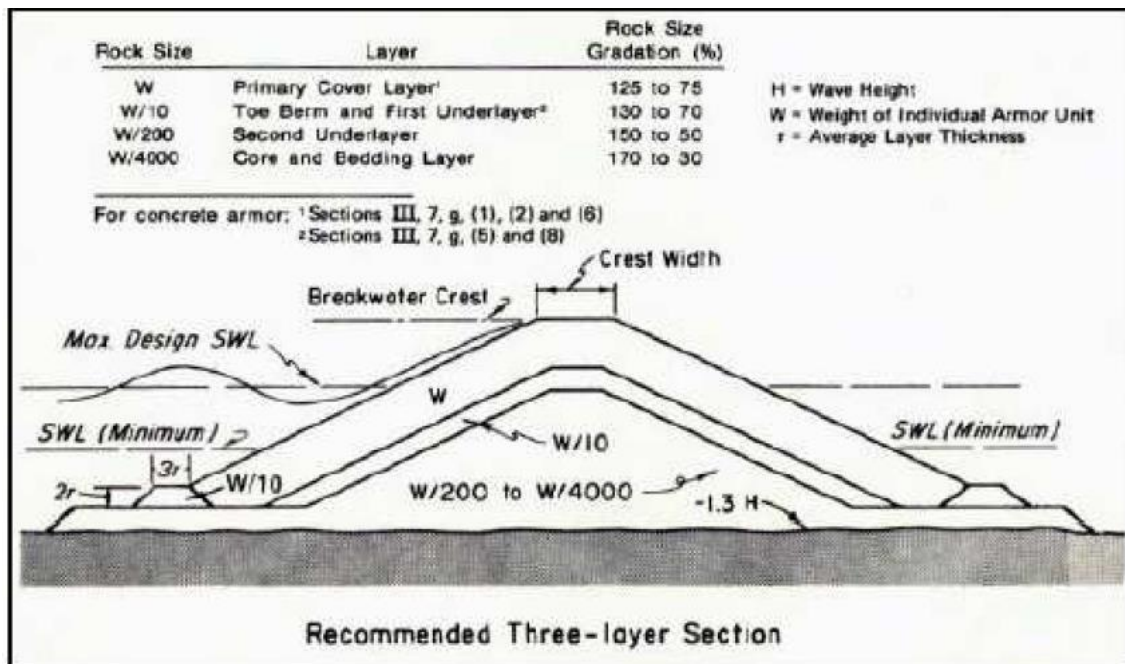 Rock Size Layer Rock Size Gradation (%)
W Primary Cover Layer¹ 125 to 75
W/10 Toe Berm and First Underlayer² 130 to 70
W/200 Second Underlayer 150 to 50
W/4000 Core and Bedding Layer 170 to 30
H = Wave Height
W = Weight of Individual Armor Unit
r = Average Layer Thickness
For concrete armor: ¹Sections III, 7, g, (1), (2) and (6)
²Sections III, 7, g, (5) and (8)
Crest Width
Breakwater Crest
Max. Design SWL
W
SWL (Minimum)
SWL (Minimum)
W/10
3r
2r
W/10
W/200 to W/4000
-1.3 H
Recommended Three-layer Section